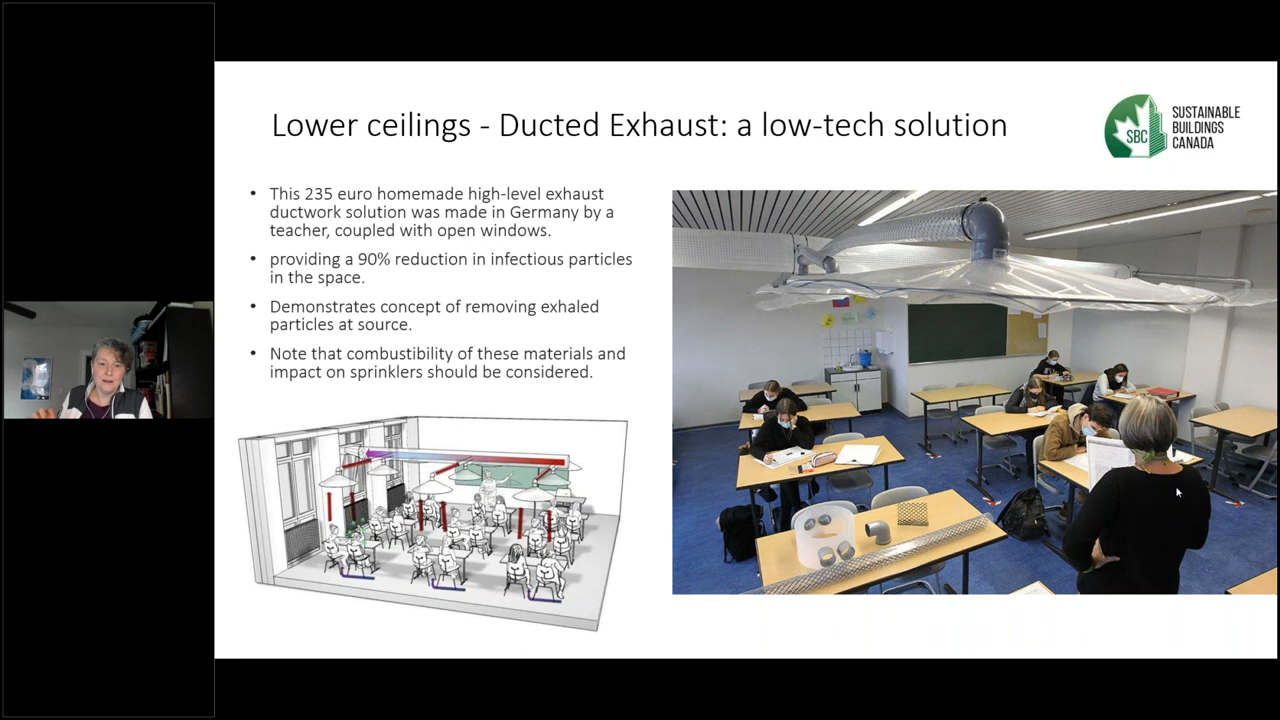 Lower ceilings - Ducted Exhaust: a low-tech solution
SBC
SUSTAINABLE
BUILDINGS
CANADA
• This 235 euro homemade high-level exhaust
ductwork solution was made in Germany by a
teacher, coupled with open windows.
• providing a 90% reduction in infectious particles
in the space.
• Demonstrates concept of removing exhaled
particles at source.
• Note that combustibility of these materials and
impact on sprinklers should be considered.